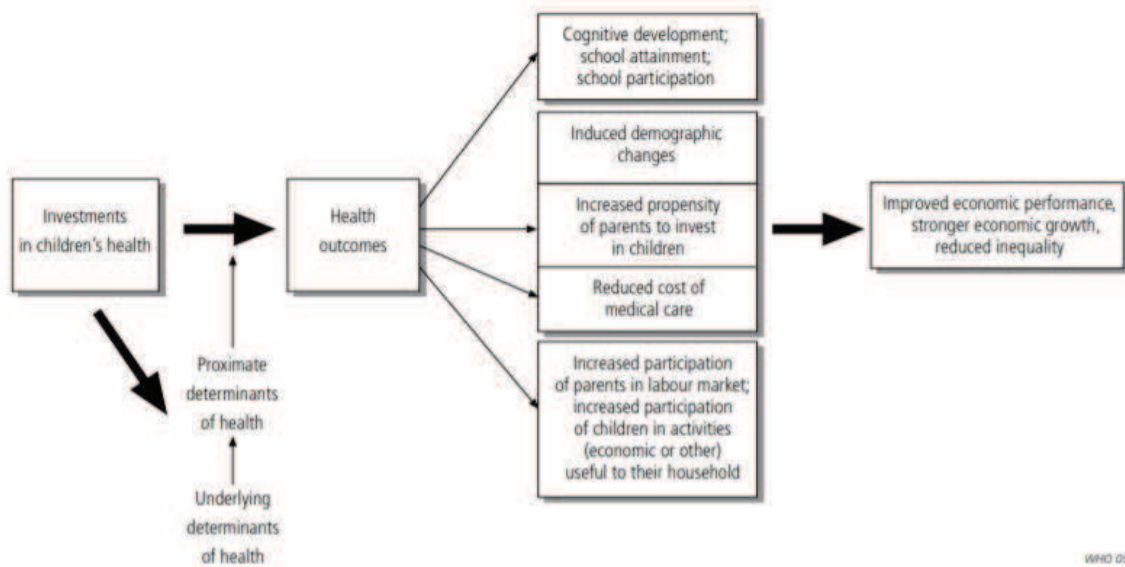 Investments
in children's health
Health
outcomes
Proximate
determinants
of health
Underlying
determinants
of health
Cognitive development;
school attainment;
school participation
Induced demographic
changes
Increased propensity
of parents to invest
in children
Reduced cost of
medical care
Increased participation
of parents in labour market;
increased participation
of children in activities
(economic or other)
useful to their household
Improved economic performance,
stronger economic growth,
reduced inequality
WHO